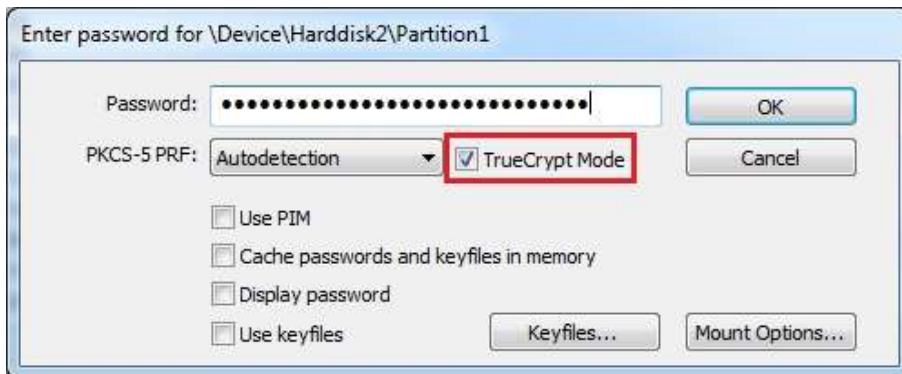 Enter password for \Device\Harddisk2\Partition1
Password: ●●●●●●●●●●●●●●●●●●●●●●●●●●●●● OK
PKCS-5 PRF: Autodetection TrueCrypt Mode Cancel
Use PIM
Cache passwords and keyfiles in memory
Display password
Use keyfiles Keyfiles... Mount Options...